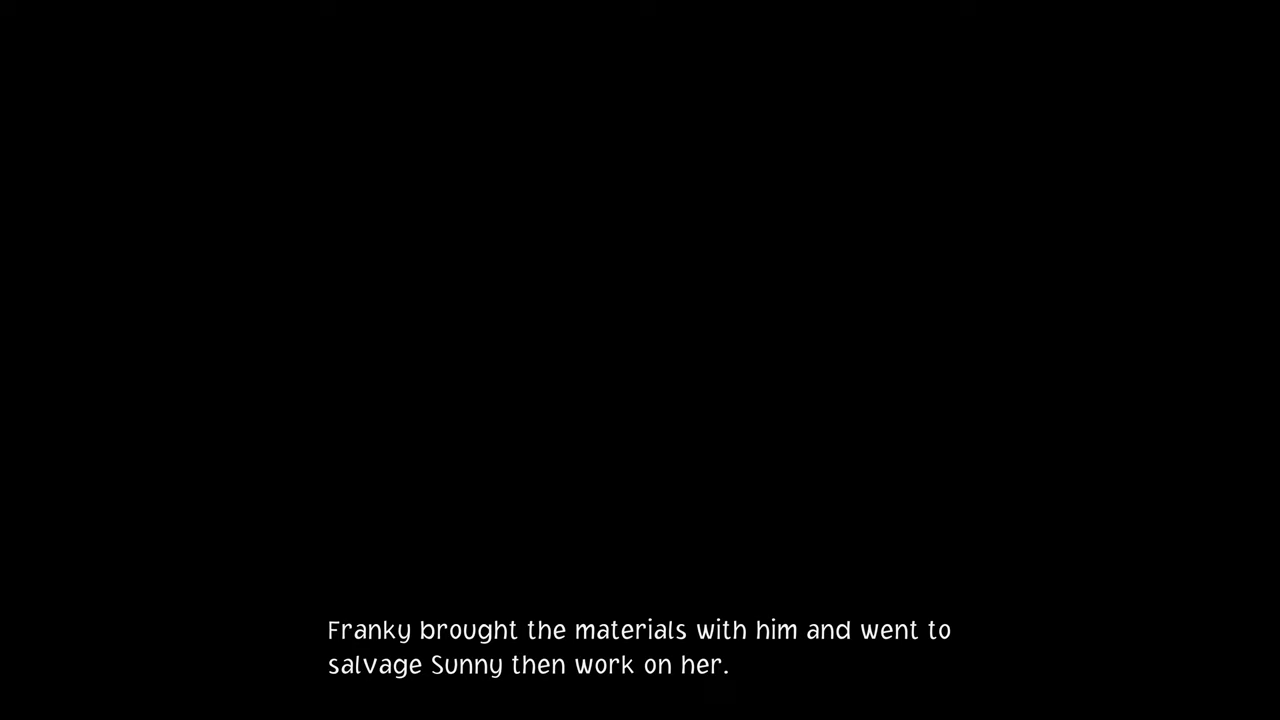 Franky brought the materials with him and went to
salvage Sunny then work on her.